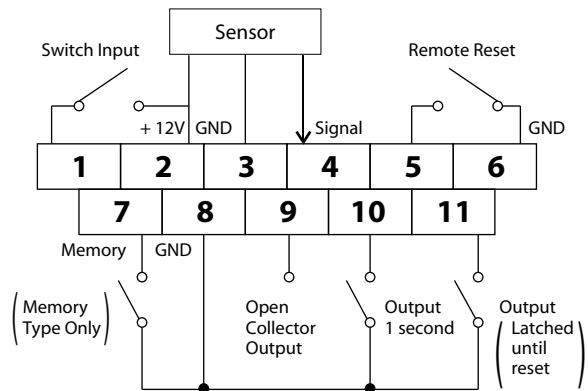 Sensor
Switch Input
Remote Reset
+ 12V GND
Signal
GND
1 2 3 4 5 6
7 8 9 10 11
Memory GND
(Memory
Type Only)
Open
Collector
Output
Output
1 second
Output
(Latched
until
reset)